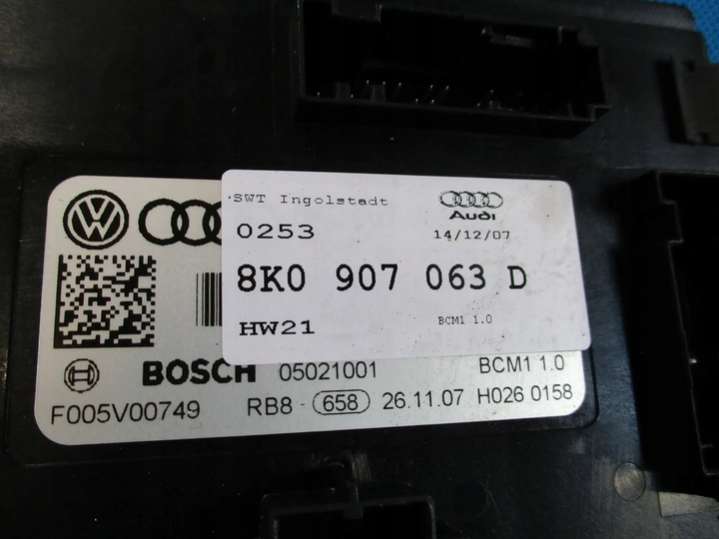 ·SWT Ingolstadt
Audi
0253
14/12/07
8K0 907 063 D
HW21
BCM1 1.0
BOSCH 05021001 BCM1 1.0
F005V00749 RB8 - 658 26.11.07 H026 0158